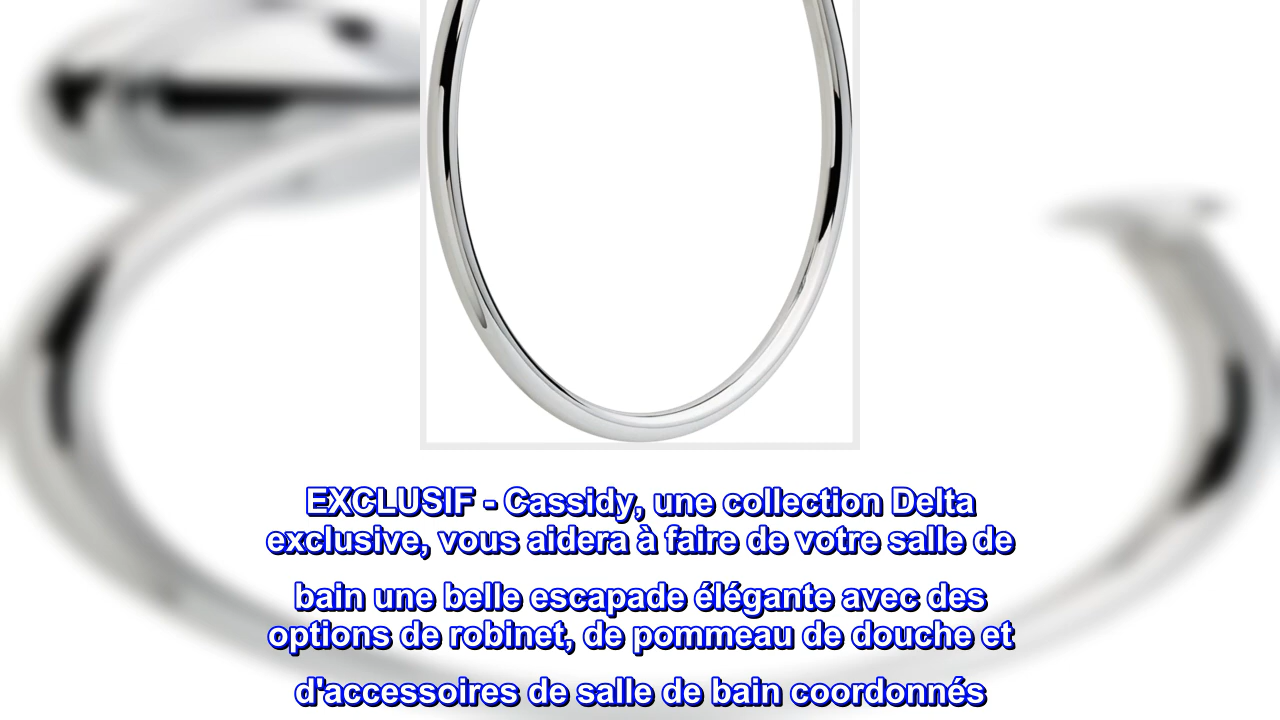 EXCLUSIF - Cassidy, une collection Delta
exclusive, vous aidera à faire de votre salle de
bain une belle escapade élégante avec des
options de robinet, de pommeau de douche et
d'accessoires de salle de bain coordonnés